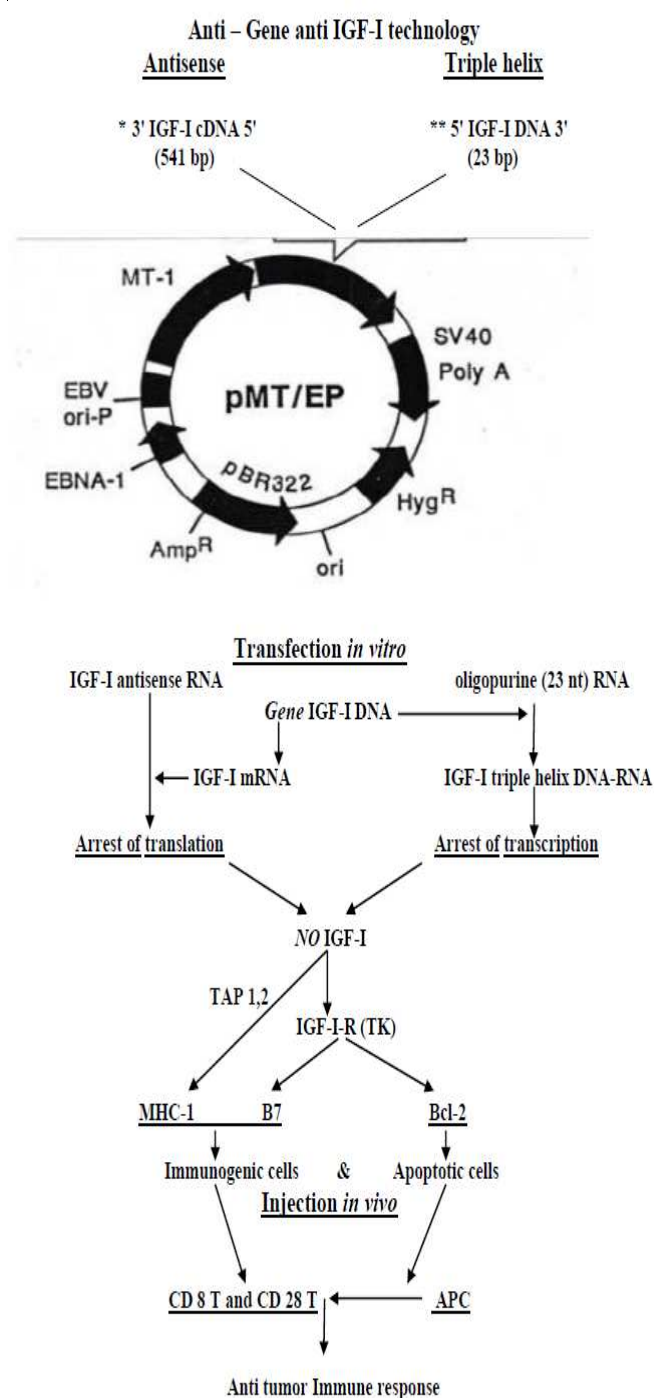 Anti – Gene anti IGF-I technology
Antisense Triple helix
* 3' IGF-I cDNA 5' ** 5' IGF-I DNA 3'
(541 bp) (23 bp)
MT-1
SV40
Poly A
EBV
ori-P
pMT/EP
EBNA-1
pBR322
HygR
AmpR
ori
Transfection in vitro
IGF-I antisense RNA oligopurine (23 nt) RNA
Gene IGF-I DNA
IGF-I mRNA IGF-I triple helix DNA-RNA
Arrest of translation Arrest of transcription
NO IGF-I
TAP 1,2
IGF-I-R (TK)
MHC-1 B7 Bcl-2
Immunogenic cells & Apoptotic cells
Injection in vivo
CD 8 T and CD 28 T APC
Anti tumor Immune response